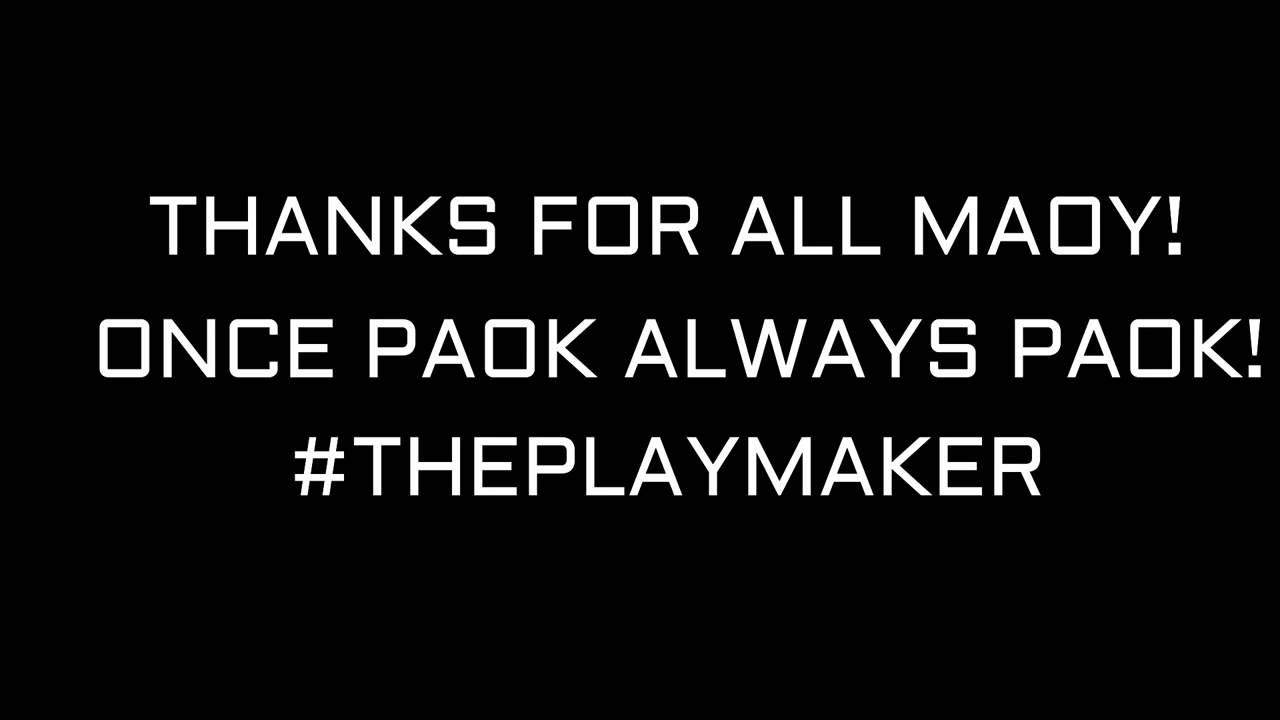 THANKS FOR ALL MAOY!
ONCE PAOK ALWAYS PAOK!
#THEPLAYMAKER